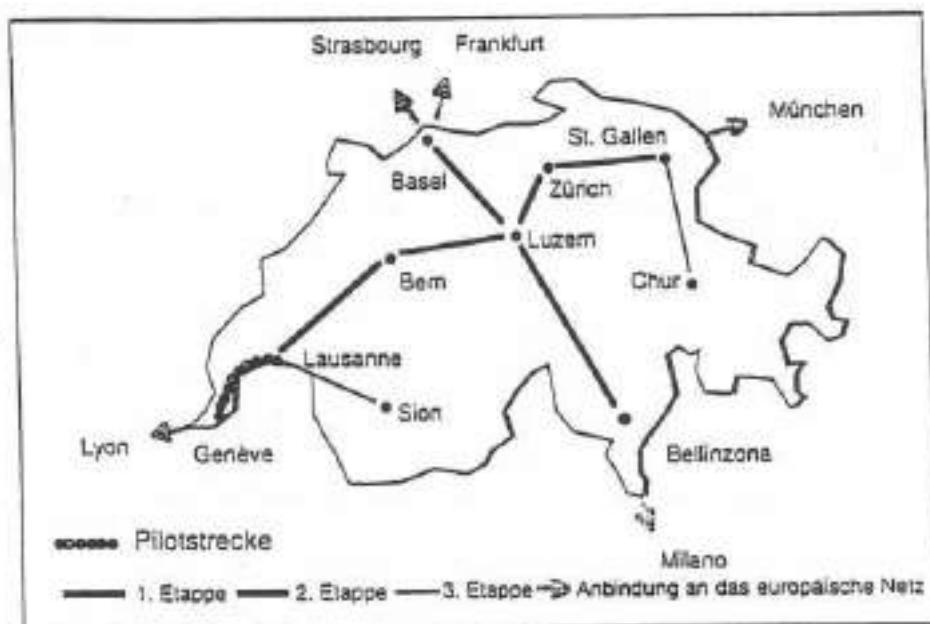 Strasbourg Frankfurt
München
St. Gallen
Basel
Zürich
Luzern
Bern
Chur
Lausanne
Sion
Lyon
Genève
Bellinzona
Pilotstrecke
Milano
1. Etappe 2. Etappe 3. Etappe Anbindung an das europäische Netz